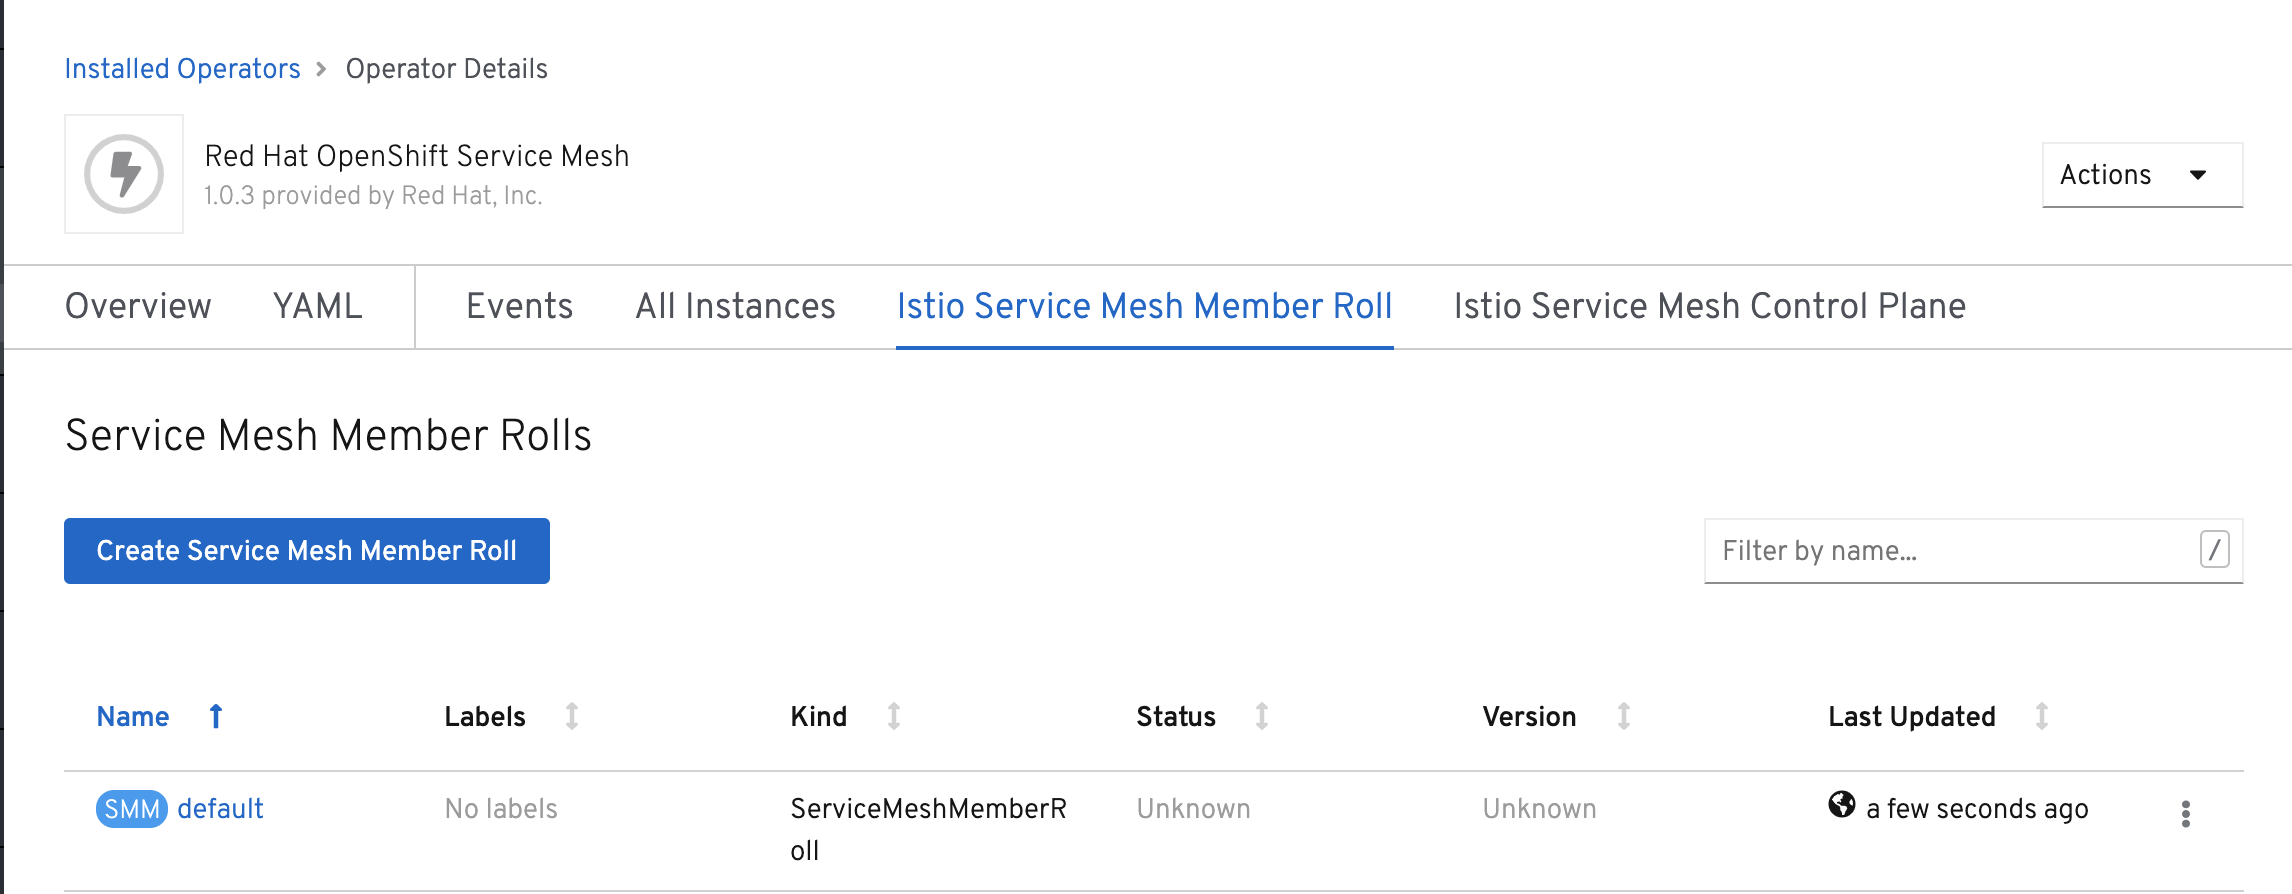 Installed Operators > Operator Details
Red Hat OpenShift Service Mesh
1.0.3 provided by Red Hat, Inc.
Actions
Overview YAML Events All Instances Istio Service Mesh Member Roll Istio Service Mesh Control Plane
Service Mesh Member Rolls
Create Service Mesh Member Roll
Filter by name...
/
Name Labels Kind Status Version Last Updated
SMM default No labels ServiceMeshMemberR Unknown Unknown a few seconds ago
oll